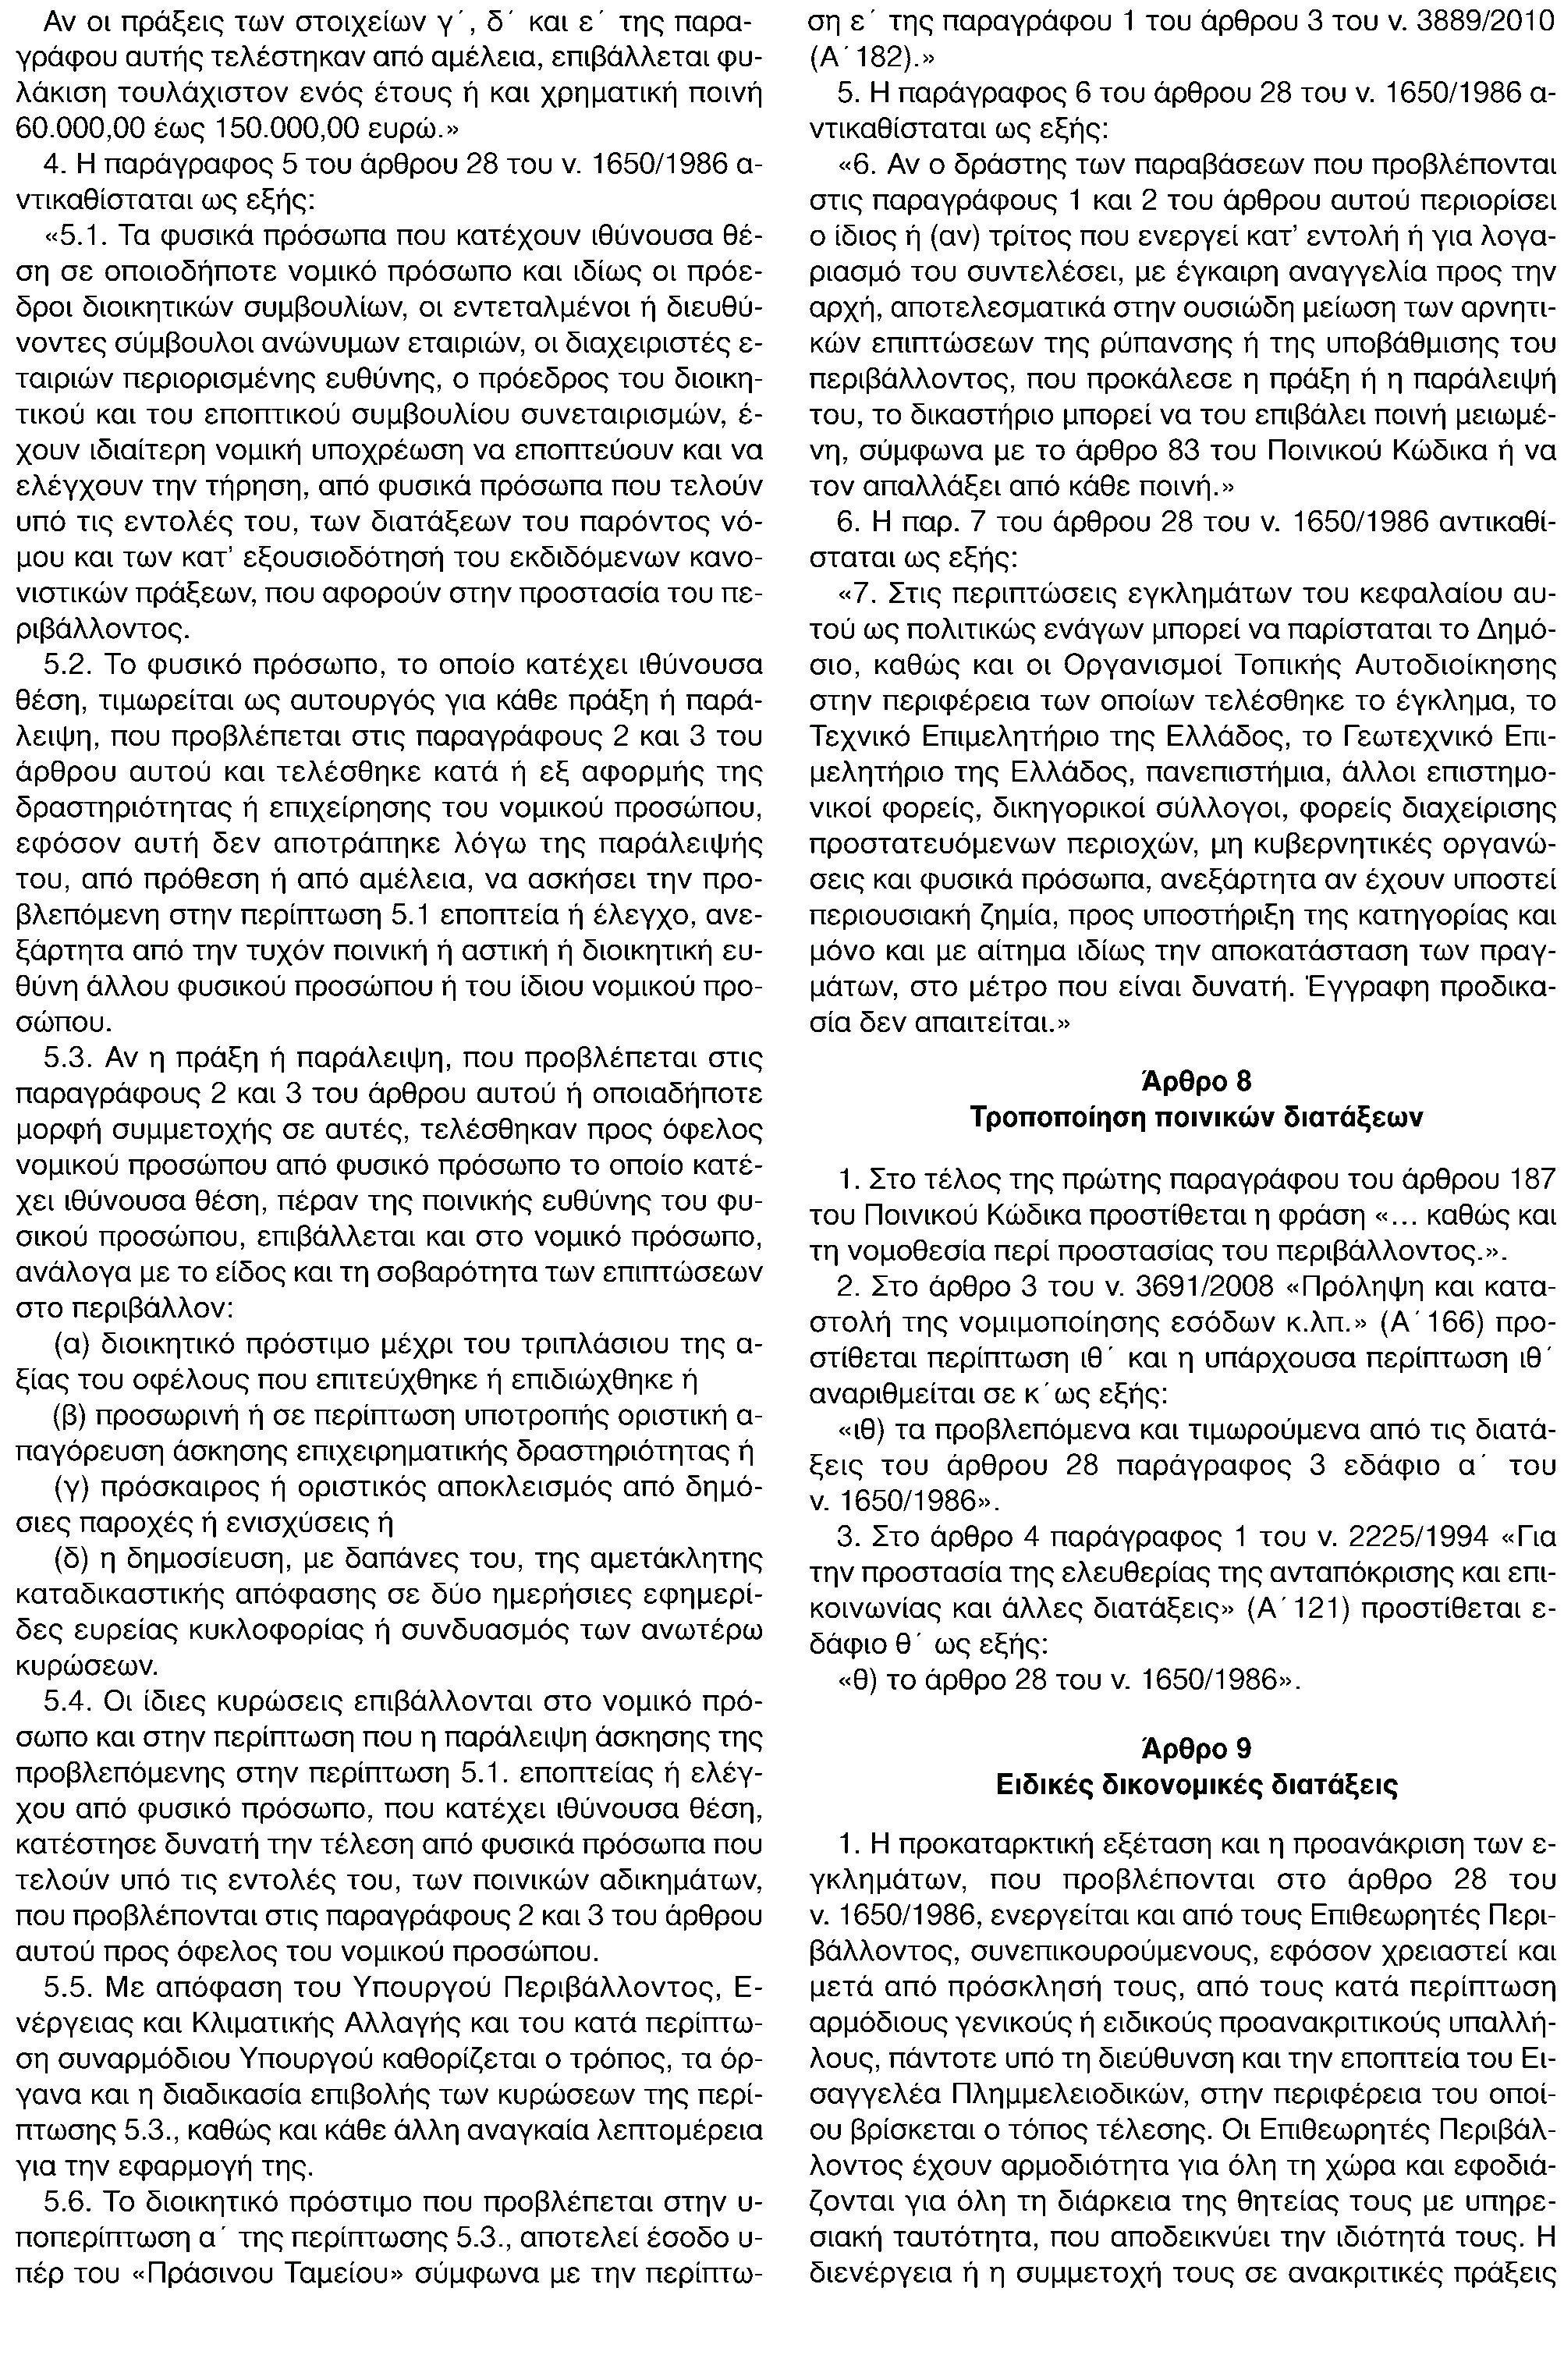 Αν οι πράξεις των στοιχείων γ΄, δ΄ και ε΄ της παρα-
γράφου αυτής τελέστηκαν από αμέλεια, επιβάλλεται φυ-
λάκιση τουλάχιστον ενός έτους ή και χρηματική ποινή
60.000,00 έως 150.000,00 ευρώ.»
4. Η παράγραφος 5 του άρθρου 28 του ν. 1650/1986 α-
ντικαθίσταται ως εξής:
«5.1. Τα φυσικά πρόσωπα που κατέχουν ιθύνουσα θέ-
ση σε οποιοδήποτε νομικό πρόσωπο και ιδίως οι πρόε-
δροι διοικητικών συμβουλίων, οι εντεταλμένοι ή διευθύ-
νοντες σύμβουλοι ανώνυμων εταιριών, οι διαχειριστές ε-
ταιριών περιορισμένης ευθύνης, ο πρόεδρος του διοικη-
τικού και του εποπτικού συμβουλίου συνεταιρισμών, έ-
χουν ιδιαίτερη νομική υποχρέωση να εποπτεύουν και να
ελέγχουν την τήρηση, από φυσικά πρόσωπα που τελούν
υπό τις εντολές του, των διατάξεων του παρόντος νό-
μου και των κατ’ εξουσιοδότησή του εκδιδόμενων κανο-
νιστικών πράξεων, που αφορούν στην προστασία του πε-
ριβάλλοντος.
5.2. Το φυσικό πρόσωπο, το οποίο κατέχει ιθύνουσα
θέση, τιμωρείται ως αυτουργός για κάθε πράξη ή παρά-
λειψη, που προβλέπεται στις παραγράφους 2 και 3 του
άρθρου αυτού και τελέσθηκε κατά ή εξ αφορμής της
δραστηριότητας ή επιχείρησης του νομικού προσώπου,
εφόσον αυτή δεν αποτράπηκε λόγω της παράλειψής
του, από πρόθεση ή από αμέλεια, να ασκήσει την προ-
βλεπόμενη στην περίπτωση 5.1 εποπτεία ή έλεγχο, ανε-
ξάρτητα από την τυχόν ποινική ή αστική ή διοικητική ευ-
θύνη άλλου φυσικού προσώπου ή του ίδιου νομικού προ-
σώπου.
5.3. Αν η πράξη ή παράλειψη, που προβλέπεται στις
παραγράφους 2 και 3 του άρθρου αυτού ή οποιαδήποτε
μορφή συμμετοχής σε αυτές, τελέσθηκαν προς όφελος
νομικού προσώπου από φυσικό πρόσωπο το οποίο κατέ-
χει ιθύνουσα θέση, πέραν της ποινικής ευθύνης του φυ-
σικού προσώπου, επιβάλλεται και στο νομικό πρόσωπο,
ανάλογα με το είδος και τη σοβαρότητα των επιπτώσεων
στο περιβάλλον:
(α) διοικητικό πρόστιμο μέχρι του τριπλάσιου της α-
ξίας του οφέλους που επιτεύχθηκε ή επιδιώχθηκε ή
(β) προσωρινή ή σε περίπτωση υποτροπής οριστική α-
παγόρευση άσκησης επιχειρηματικής δραστηριότητας ή
(γ) πρόσκαιρος ή οριστικός αποκλεισμός από δημό-
σιες παροχές ή ενισχύσεις ή
(δ) η δημοσίευση, με δαπάνες του, της αμετάκλητης
καταδικαστικής απόφασης σε δύο ημερήσιες εφημερί-
δες ευρείας κυκλοφορίας ή συνδυασμός των ανωτέρω
κυρώσεων.
5.4. Οι ίδιες κυρώσεις επιβάλλονται στο νομικό πρό-
σωπο και στην περίπτωση που η παράλειψη άσκησης της
προβλεπόμενης στην περίπτωση 5.1. εποπτείας ή ελέγ-
χου από φυσικό πρόσωπο, που κατέχει ιθύνουσα θέση,
κατέστησε δυνατή την τέλεση από φυσικά πρόσωπα που
τελούν υπό τις εντολές του, των ποινικών αδικημάτων,
που προβλέπονται στις παραγράφους 2 και 3 του άρθρου
αυτού προς όφελος του νομικού προσώπου.
5.5. Με απόφαση του Υπουργού Περιβάλλοντος, Ε-
νέργειας και Κλιματικής Αλλαγής και του κατά περίπτω-
ση συναρμόδιου Υπουργού καθορίζεται ο τρόπος, τα όρ-
γανα και η διαδικασία επιβολής των κυρώσεων της περί-
πτωσης 5.3., καθώς και κάθε άλλη αναγκαία λεπτομέρεια
για την εφαρμογή της.
5.6. Το διοικητικό πρόστιμο που προβλέπεται στην υ-
ποπερίπτωση α΄ της περίπτωσης 5.3., αποτελεί έσοδο υ-
πέρ του «Πράσινου Ταμείου» σύμφωνα με την περίπτω-
ση ε΄ της παραγράφου 1 του άρθρου 3 του ν. 3889/2010
(Α΄182).»
5. Η παράγραφος 6 του άρθρου 28 του ν. 1650/1986 α-
ντικαθίσταται ως εξής:
«6. Αν ο δράστης των παραβάσεων που προβλέπονται
στις παραγράφους 1 και 2 του άρθρου αυτού περιορίσει
ο ίδιος ή (αν) τρίτος που ενεργεί κατ’ εντολή ή για λογα-
ριασμό του συντελέσει, με έγκαιρη αναγγελία προς την
αρχή, αποτελεσματικά στην ουσιώδη μείωση των αρνητι-
κών επιπτώσεων της ρύπανσης ή της υποβάθμισης του
περιβάλλοντος, που προκάλεσε η πράξη ή η παράλειψή
του, το δικαστήριο μπορεί να του επιβάλει ποινή μειωμέ-
νη, σύμφωνα με το άρθρο 83 του Ποινικού Κώδικα ή να
τον απαλλάξει από κάθε ποινή.»
6. Η παρ. 7 του άρθρου 28 του ν. 1650/1986 αντικαθί-
σταται ως εξής:
«7. Στις περιπτώσεις εγκλημάτων του κεφαλαίου αυ-
τού ως πολιτικώς ενάγων μπορεί να παρίσταται το Δημό-
σιο, καθώς και οι Οργανισμοί Τοπικής Αυτοδιοίκησης
στην περιφέρεια των οποίων τελέσθηκε το έγκλημα, το
Τεχνικό Επιμελητήριο της Ελλάδος, το Γεωτεχνικό Επι-
μελητήριο της Ελλάδος, πανεπιστήμια, άλλοι επιστημο-
νικοί φορείς, δικηγορικοί σύλλογοι, φορείς διαχείρισης
προστατευόμενων περιοχών, μη κυβερνητικές οργανώ-
σεις και φυσικά πρόσωπα, ανεξάρτητα αν έχουν υποστεί
περιουσιακή ζημία, προς υποστήριξη της κατηγορίας και
μόνο και με αίτημα ιδίως την αποκατάσταση των πραγ-
μάτων, στο μέτρο που είναι δυνατή. Έγγραφη προδικα-
σία δεν απαιτείται.»
Άρθρο 8
Τροποποίηση ποινικών διατάξεων
1. Στο τέλος της πρώτης παραγράφου του άρθρου 187
του Ποινικού Κώδικα προστίθεται η φράση «... καθώς και
τη νομοθεσία περί προστασίας του περιβάλλοντος.».
2. Στο άρθρο 3 του ν. 3691/2008 «Πρόληψη και κατα-
στολή της νομιμοποίησης εσόδων κ.λπ.» (Α΄166) προ-
στίθεται περίπτωση ιθ΄ και η υπάρχουσα περίπτωση ιθ΄
αναριθμείται σε κ΄ως εξής:
«ιθ) τα προβλεπόμενα και τιμωρούμενα από τις διατά-
ξεις του άρθρου 28 παράγραφος 3 εδάφιο α΄ του
ν. 1650/1986».
3. Στο άρθρο 4 παράγραφος 1 του ν. 2225/1994 «Για
την προστασία της ελευθερίας της ανταπόκρισης και επι-
κοινωνίας και άλλες διατάξεις» (Α΄121) προστίθεται ε-
δάφιο θ΄ ως εξής:
«θ) το άρθρο 28 του ν. 1650/1986».
Άρθρο 9
Ειδικές δικονομικές διατάξεις
1. Η προκαταρκτική εξέταση και η προανάκριση των ε-
γκλημάτων, που προβλέπονται στο άρθρο 28 του
ν. 1650/1986, ενεργείται και από τους Επιθεωρητές Περι-
βάλλοντος, συνεπικουρούμενους, εφόσον χρειαστεί και
μετά από πρόσκλησή τους, από τους κατά περίπτωση
αρμόδιους γενικούς ή ειδικούς προανακριτικούς υπαλλή-
λους, πάντοτε υπό τη διεύθυνση και την εποπτεία του Ει-
σαγγελέα Πλημμελειοδικών, στην περιφέρεια του οποί-
ου βρίσκεται ο τόπος τέλεσης. Οι Επιθεωρητές Περιβάλ-
λοντος έχουν αρμοδιότητα για όλη τη χώρα και εφοδιά-
ζονται για όλη τη διάρκεια της θητείας τους με υπηρε-
σιακή ταυτότητα, που αποδεικνύει την ιδιότητά τους. Η
διενέργεια ή η συμμετοχή τους σε ανακριτικές πράξεις